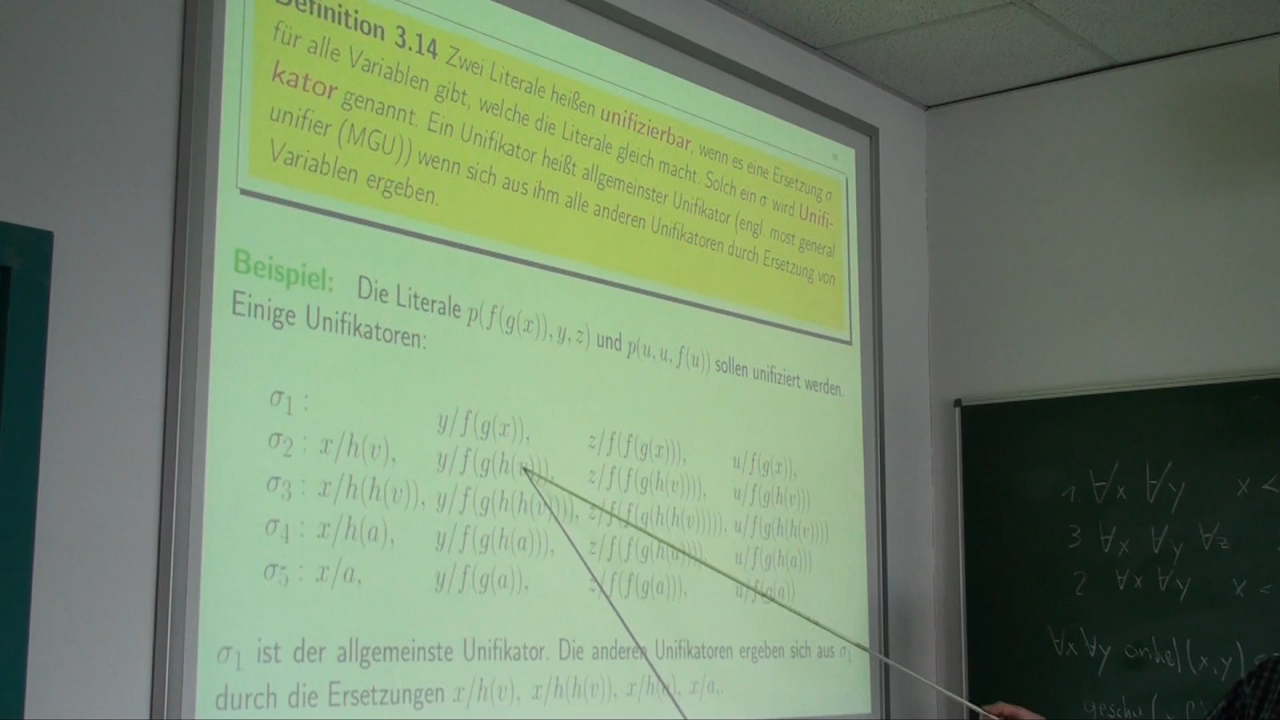 Definition 3.14 Zwei Literale heißen unifizierbar, wenn es eine Ersetzung σ
für alle Variablen gibt, welche die Literale gleich macht. Solch ein σ wird Unifi-
kator genannt. Ein Unifikator heißt allgemeinster Unifikator (engl. most general
unifier (MGU)) wenn sich aus ihm alle anderen Unifikatoren durch Ersetzung von
Variablen ergeben.
Beispiel: Die Literale p(f(g(x)), y, z) und p(u, u, f(u)) sollen unifiziert werden.
Einige Unifikatoren:
σ₁ : y/f(g(x)), z/f(f(g(x))), u/f(g(x)),
σ₂ : x/h(v), y/f(g(h(v))), z/f(f(g(h(v)))), u/f(g(h(v)))
σ₃ : x/h(h(v)), y/f(g(h(h(v)))), z/f(f(g(h(h(v))))), u/f(g(h(h(v))))
σ₄ : x/h(a), y/f(g(h(a))), z/f(f(g(h(a)))), u/f(g(h(a)))
σ₅ : x/a, y/f(g(a)), z/f(f(g(a))), u/f(g(a))
σ₁ ist der allgemeinste Unifikator. Die anderen Unifikatoren ergeben sich aus σ₁
durch die Ersetzungen x/h(v), x/h(h(v)), x/h(a), x/a.
1 ∀x ∀y x <
3 ∀x ∀y ∀z
2 ∀x ∀y x <
∀x ∀y onkel(x,y)